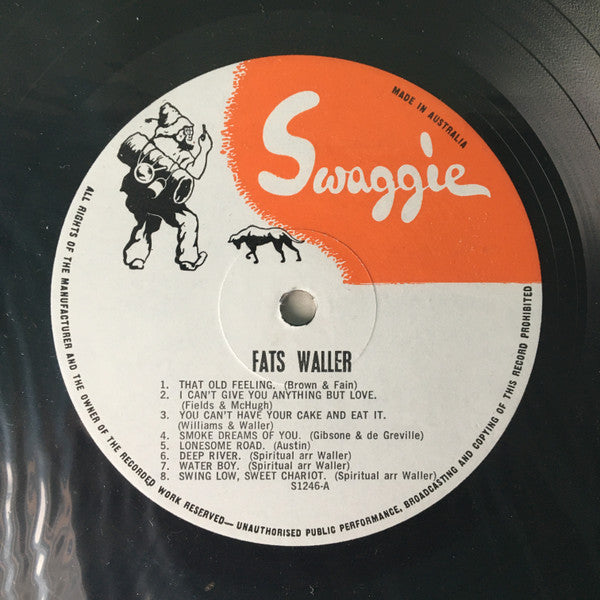 Swaggie
MADE IN AUSTRALIA
FATS WALLER
1. THAT OLD FEELING. (Brown & Fain)
2. I CAN'T GIVE YOU ANYTHING BUT LOVE.
(Fields & McHugh)
3. YOU CAN'T HAVE YOUR CAKE AND EAT IT.
(Williams & Waller)
4. SMOKE DREAMS OF YOU. (Gibsone & de Greville)
5. LONESOME ROAD. (Austin)
6. DEEP RIVER. (Spiritual arr Waller)
7. WATER BOY. (Spiritual arr Waller)
8. SWING LOW, SWEET CHARIOT. (Spiritual arr Waller)
S1246-A
ALL RIGHTS OF THE MANUFACTURER AND THE OWNER OF THE RECORDED WORK RESERVED— UNAUTHORISED PUBLIC PERFORMANCE, BROADCASTING AND COPYING OF THIS RECORD PROHIBITED